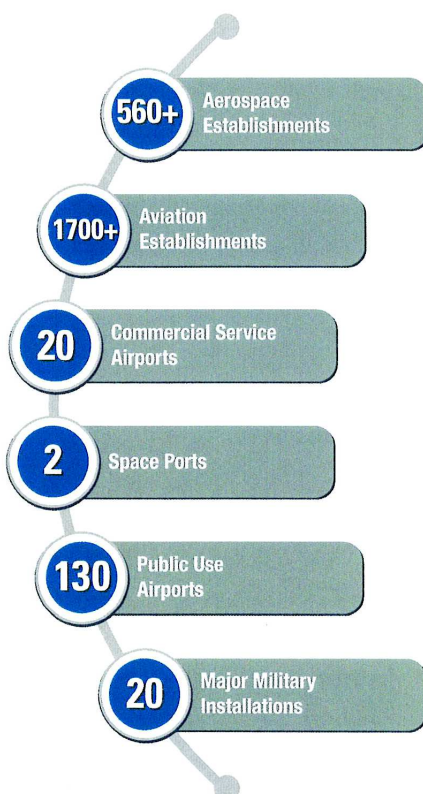 560+
Aerospace
Establishments
1700+
Aviation
Establishments
20
Commercial Service
Airports
2
Space Ports
130
Public Use
Airports
20
Major Military
Installations